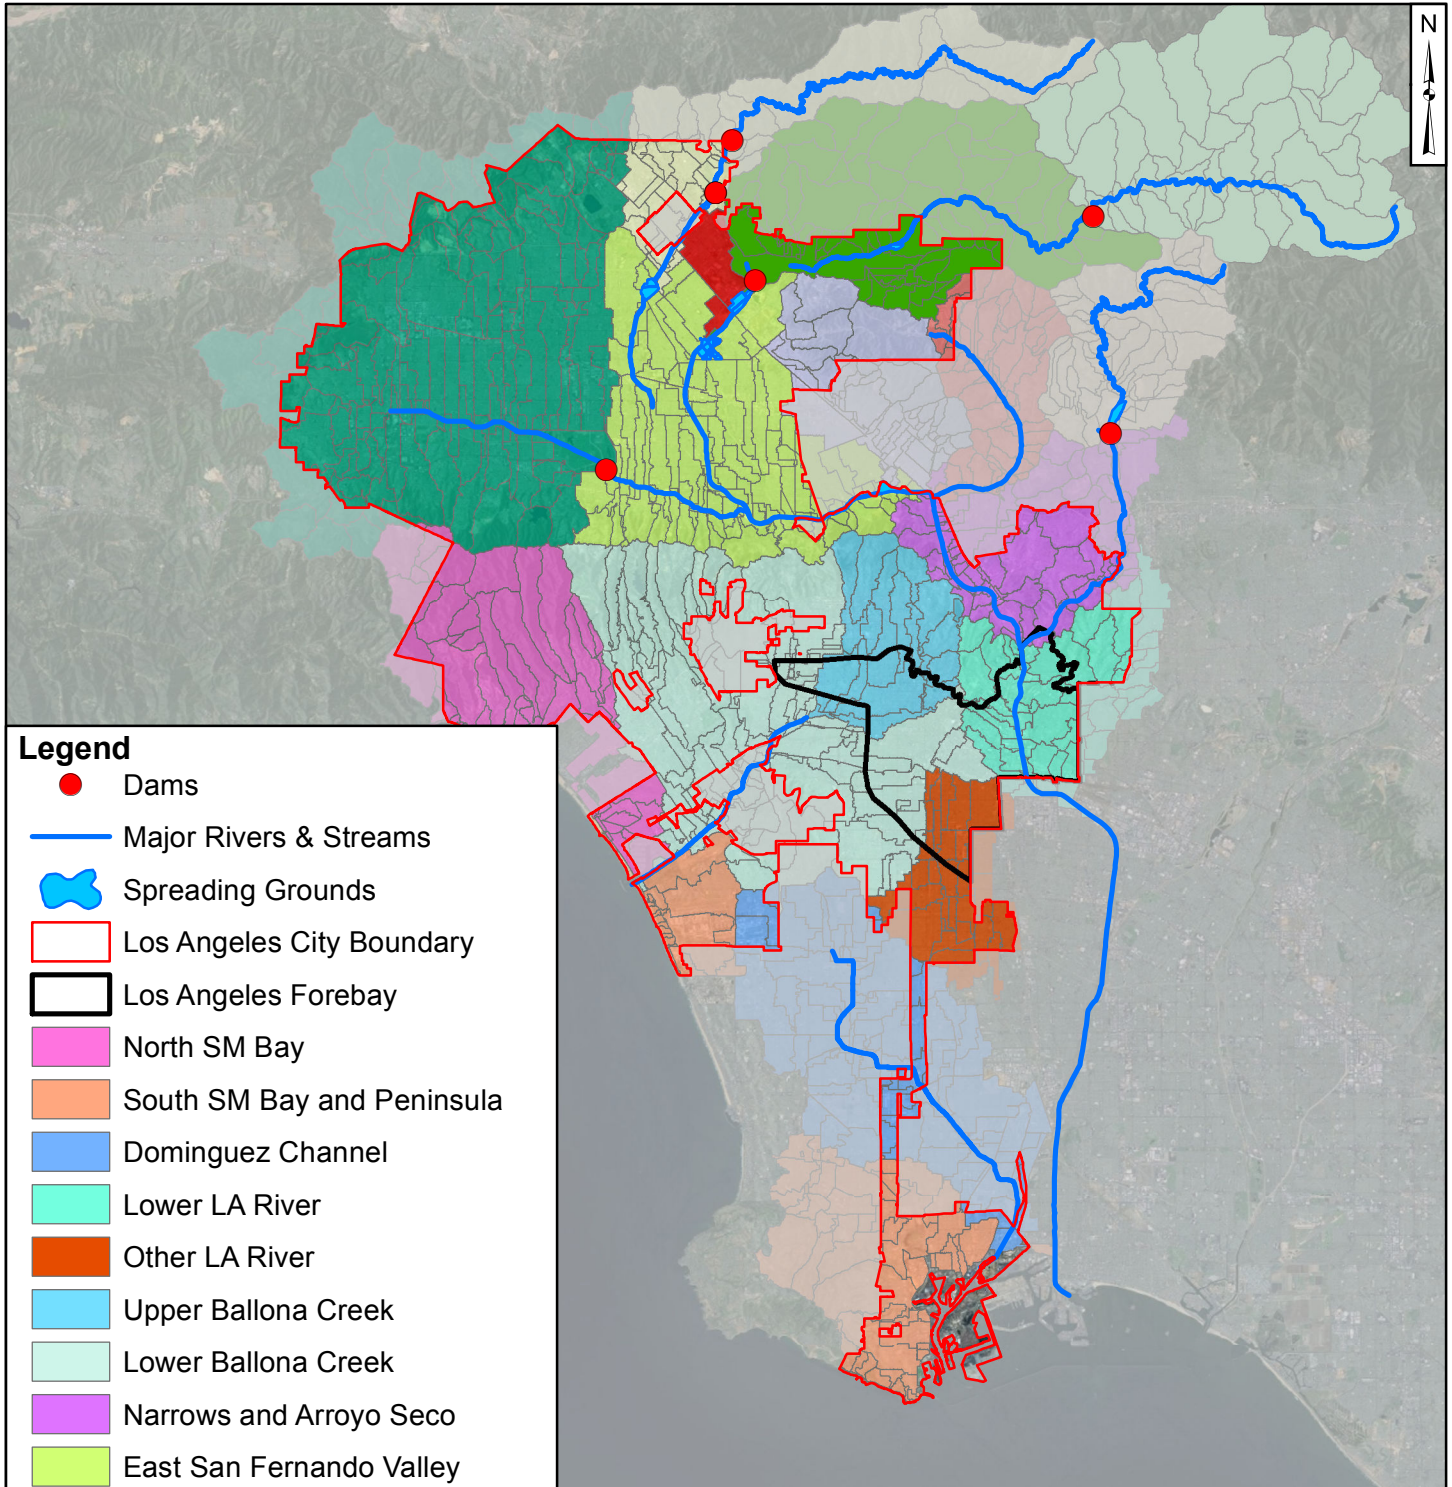 N
Legend
Dams
Major Rivers & Streams
Spreading Grounds
Los Angeles City Boundary
Los Angeles Forebay
North SM Bay
South SM Bay and Peninsula
Dominguez Channel
Lower LA River
Other LA River
Upper Ballona Creek
Lower Ballona Creek
Narrows and Arroyo Seco
East San Fernando Valley